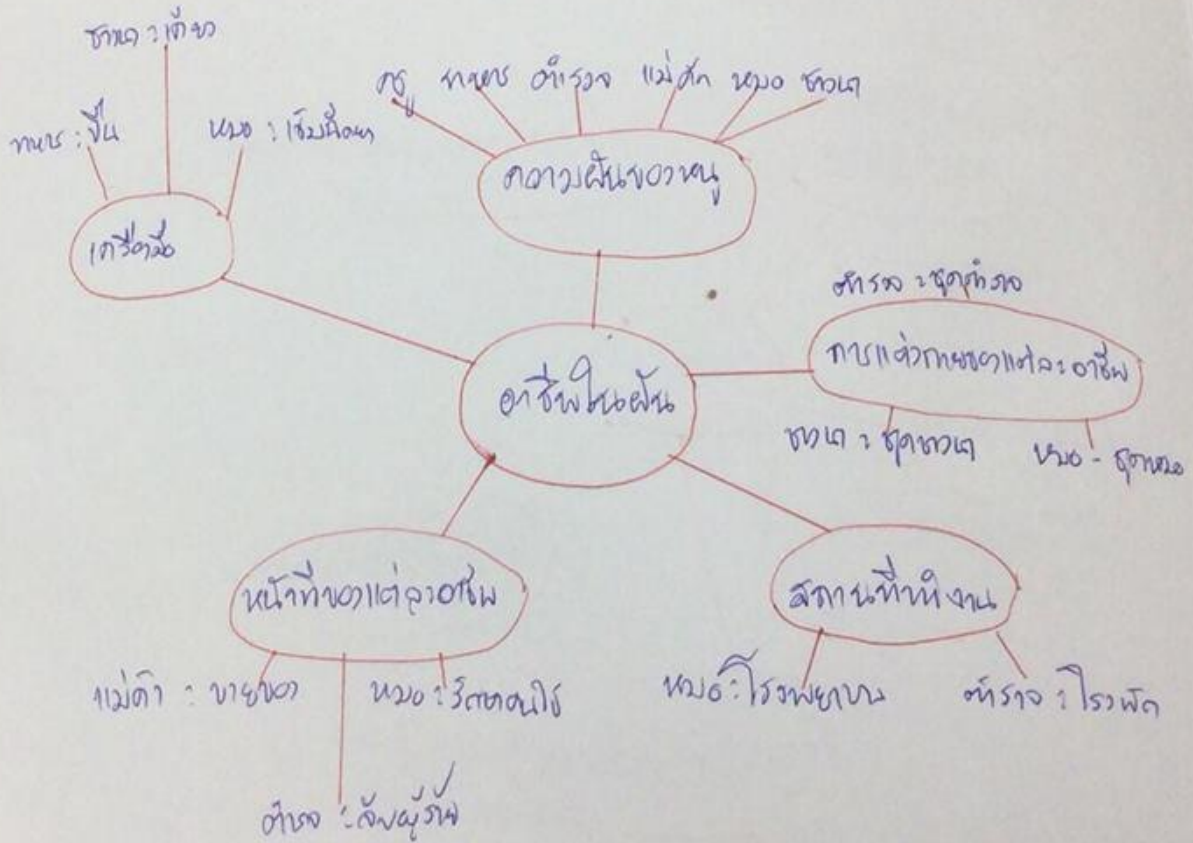 ชาวนา : เคียว
ครู ทหาร ตำรวจ แม่ค้า หมอ ชาวนา
ทหาร : ปืน
หมอ : เข็มฉีดยา
ความฝันของหนู
เครื่องมือ
ตำรวจ : ชุดตำรวจ
การแต่งกายของแต่ละอาชีพ
อาชีพในฝัน
ชาวนา : ชุดชาวนา
หมอ - ชุดหมอ
หน้าที่ของแต่ละอาชีพ
สถานที่ทำงาน
แม่ค้า : ขายของ
หมอ : รักษาคนไข้
หมอ : โรงพยาบาล
ตำรวจ : โรงพัก
ตำรวจ : จับผู้ร้าย